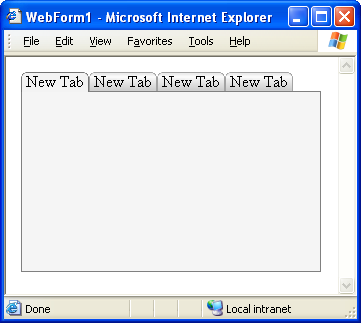 WebForm1 - Microsoft Internet Explorer
File Edit View Favorites Tools Help
New Tab New Tab New Tab New Tab
Done Local intranet